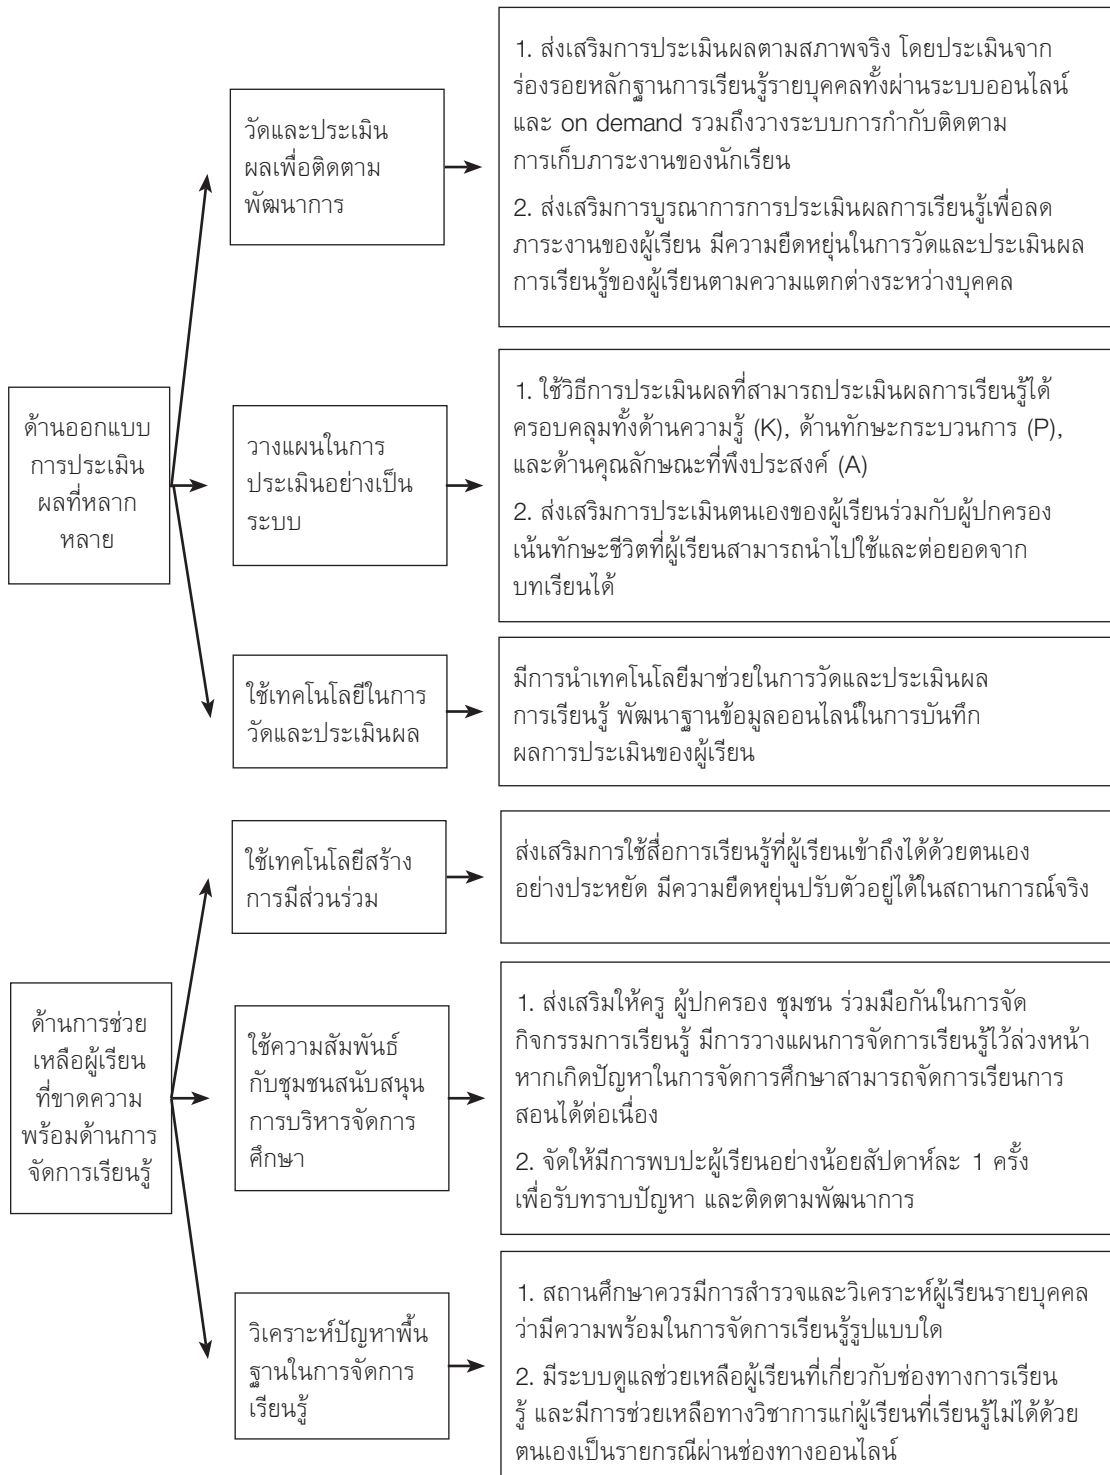 ด้านออกแบบ
การประเมิน
ผลที่หลาก
หลาย
วัดและประเมิน
ผลเพื่อติดตาม
พัฒนาการ
1. ส่งเสริมการประเมินผลตามสภาพจริง โดยประเมินจาก
ร่องรอยหลักฐานการเรียนรู้รายบุคคลทั้งผ่านระบบออนไลน์
และ on demand รวมถึงวางระบบการกำกับติดตาม
การเก็บภาระงานของนักเรียน
2. ส่งเสริมการบูรณาการการประเมินผลการเรียนรู้เพื่อลด
ภาระงานของผู้เรียน มีความยืดหยุ่นในการวัดและประเมินผล
การเรียนรู้ของผู้เรียนตามความแตกต่างระหว่างบุคคล
วางแผนในการ
ประเมินอย่างเป็น
ระบบ
1. ใช้วิธีการประเมินผลที่สามารถประเมินผลการเรียนรู้ได้
ครอบคลุมทั้งด้านความรู้ (K), ด้านทักษะกระบวนการ (P),
และด้านคุณลักษณะที่พึงประสงค์ (A)
2. ส่งเสริมการประเมินตนเองของผู้เรียนร่วมกับผู้ปกครอง
เน้นทักษะชีวิตที่ผู้เรียนสามารถนำไปใช้และต่อยอดจาก
บทเรียนได้
ใช้เทคโนโลยีในการ
วัดและประเมินผล
มีการนำเทคโนโลยีมาช่วยในการวัดและประเมินผล
การเรียนรู้ พัฒนาฐานข้อมูลออนไลน์ในการบันทึก
ผลการประเมินของผู้เรียน
ด้านการช่วย
เหลือผู้เรียน
ที่ขาดความ
พร้อมด้านการ
จัดการเรียนรู้
ใช้เทคโนโลยีสร้าง
การมีส่วนร่วม
ส่งเสริมการใช้สื่อการเรียนรู้ที่ผู้เรียนเข้าถึงได้ด้วยตนเอง
อย่างประหยัด มีความยืดหยุ่นปรับตัวอยู่ได้ในสถานการณ์จริง
ใช้ความสัมพันธ์
กับชุมชนสนับสนุน
การบริหารจัดการ
ศึกษา
1. ส่งเสริมให้ครู ผู้ปกครอง ชุมชน ร่วมมือกันในการจัด
กิจกรรมการเรียนรู้ มีการวางแผนการจัดการเรียนรู้ไว้ล่วงหน้า
หากเกิดปัญหาในการจัดการศึกษาสามารถจัดการเรียนการ
สอนได้ต่อเนื่อง
2. จัดให้มีการพบปะผู้เรียนอย่างน้อยสัปดาห์ละ 1 ครั้ง
เพื่อรับทราบปัญหา และติดตามพัฒนาการ
วิเคราะห์ปัญหาพื้น
ฐานในการจัดการ
เรียนรู้
1. สถานศึกษาควรมีการสำรวจและวิเคราะห์ผู้เรียนรายบุคคล
ว่ามีความพร้อมในการจัดการเรียนรู้รูปแบบใด
2. มีระบบดูแลช่วยเหลือผู้เรียนที่เกี่ยวกับช่องทางการเรียน
รู้ และมีการช่วยเหลือทางวิชาการแก่ผู้เรียนที่เรียนรู้ไม่ได้ด้วย
ตนเองเป็นรายกรณีผ่านช่องทางออนไลน์